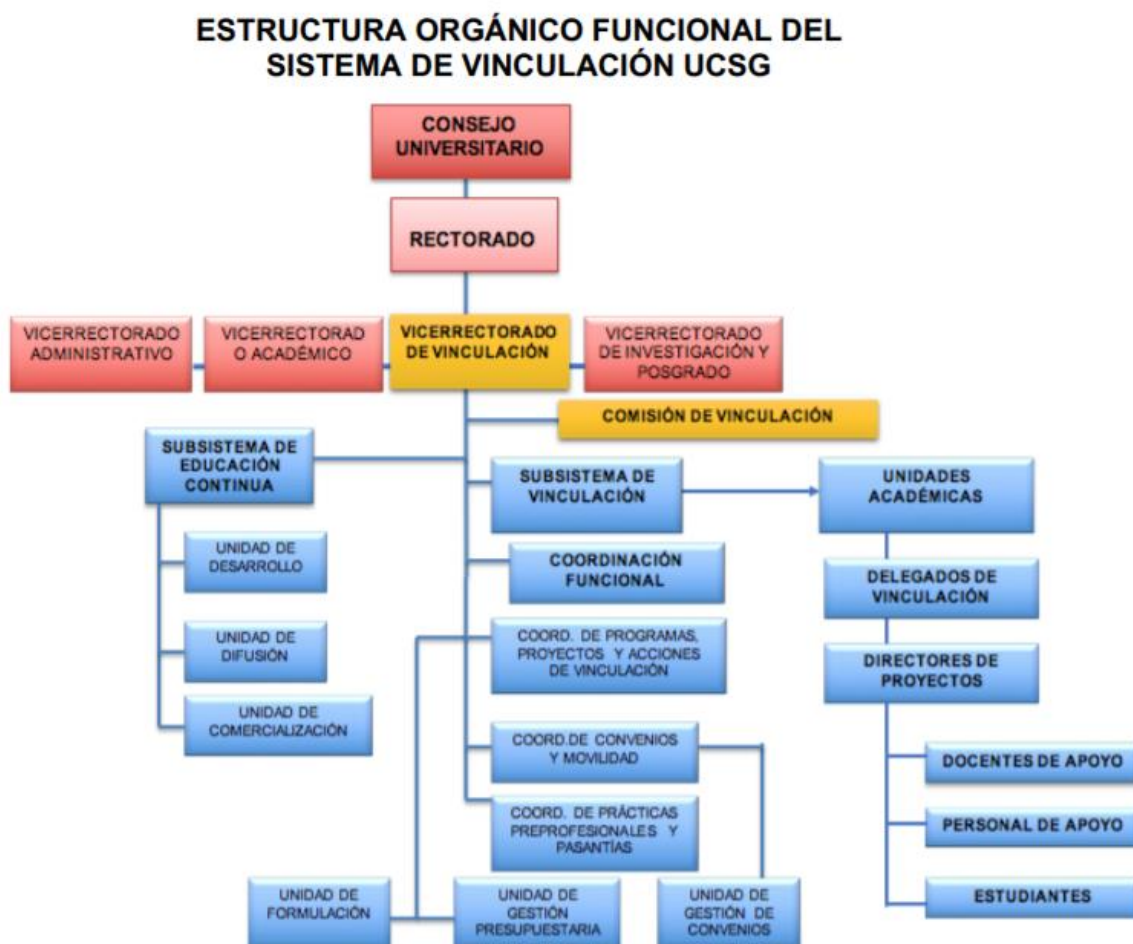 ESTRUCTURA ORGÁNICO FUNCIONAL DEL
SISTEMA DE VINCULACIÓN UCSG
CONSEJO
UNIVERSITARIO
RECTORADO
VICERRECTORADO
ADMINISTRATIVO
VICERRECTORAD
O ACADÉMICO
VICERRECTORADO
DE VINCULACIÓN
VICERRECTORADO
DE INVESTIGACIÓN Y
POSGRADO
COMISIÓN DE VINCULACIÓN
SUBSISTEMA DE
EDUCACIÓN
CONTINUA
UNIDAD DE
DESARROLLO
UNIDAD DE
DIFUSIÓN
UNIDAD DE
COMERCIALIZACIÓN
SUBSISTEMA DE
VINCULACIÓN
COORDINACIÓN
FUNCIONAL
COORD. DE PROGRAMAS,
PROYECTOS Y ACCIONES
DE VINCULACIÓN
COORD.DE CONVENIOS
Y MOVILIDAD
COORD. DE PRÁCTICAS
PREPROFESIONALES Y
PASANTÍAS
UNIDADES
ACADÉMICAS
DELEGADOS DE
VINCULACIÓN
DIRECTORES DE
PROYECTOS
DOCENTES DE APOYO
PERSONAL DE APOYO
ESTUDIANTES
UNIDAD DE
FORMULACIÓN
UNIDAD DE
GESTIÓN
PRESUPUESTARIA
UNIDAD DE
GESTIÓN DE
CONVENIOS